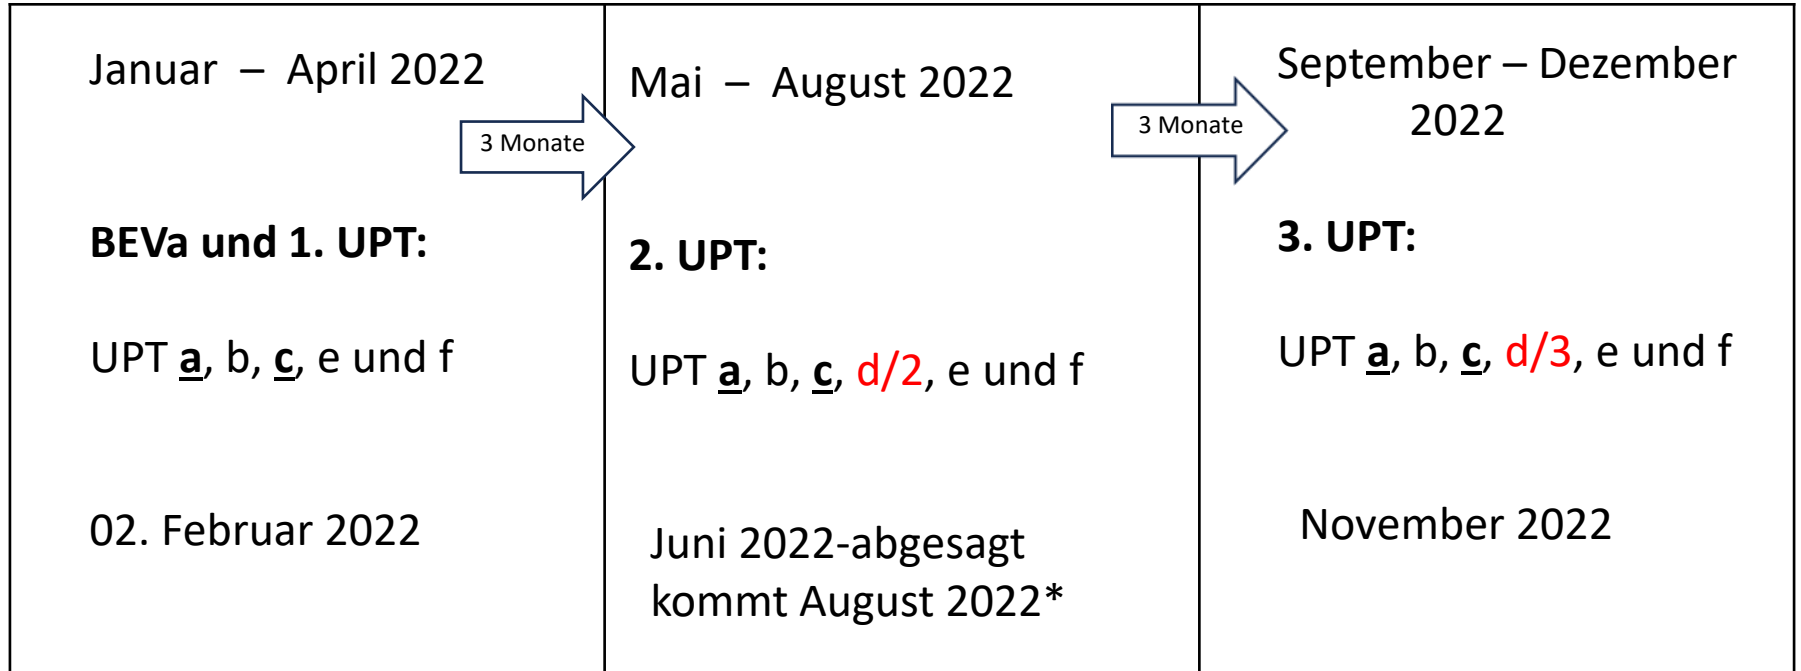 Januar – April 2022
3 Monate
BEVa und 1. UPT:
UPT a, b, c, e und f
02. Februar 2022
Mai – August 2022
3 Monate
2. UPT:
UPT a, b, c, d/2, e und f
Juni 2022-abgesagt
kommt August 2022*
September – Dezember
2022
3. UPT:
UPT a, b, c, d/3, e und f
November 2022